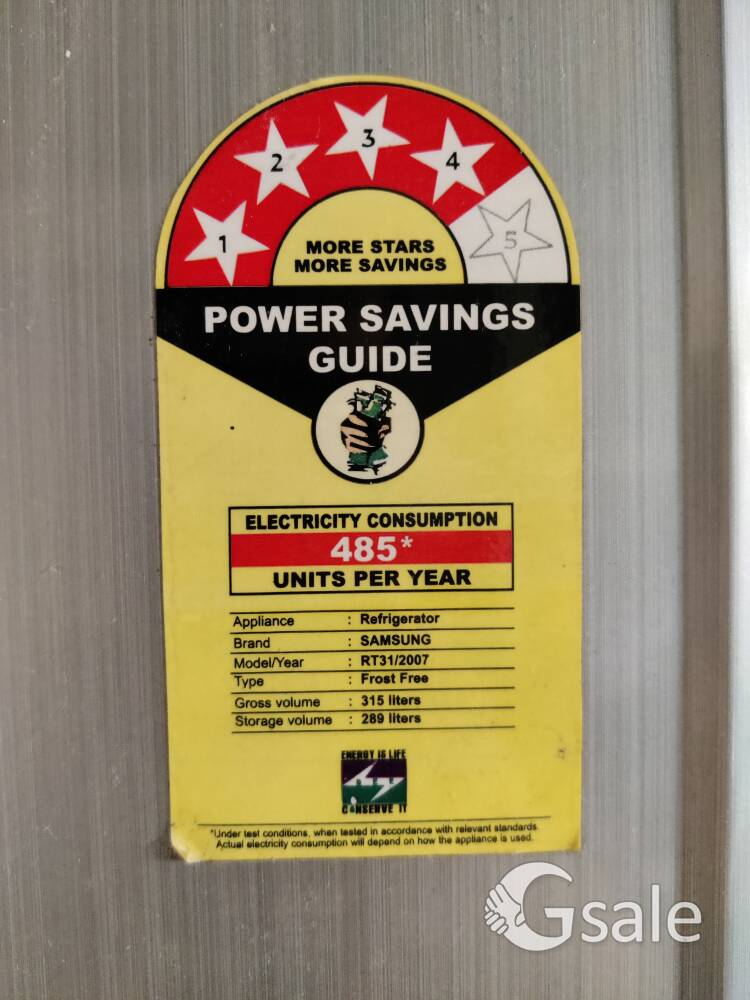 1
2
3
4
5
MORE STARS
MORE SAVINGS
POWER SAVINGS
GUIDE
ELECTRICITY CONSUMPTION
485*
UNITS PER YEAR
Appliance : Refrigerator
Brand : SAMSUNG
Model/Year : RT31/2007
Type : Frost Free
Gross volume : 315 liters
Storage volume : 289 liters
ENERGY IS LIFE
CONSERVE IT
*Under test conditions, when tested in accordance with relevant standards.
Actual electricity consumption will depend on how the appliance is used.
Gsale